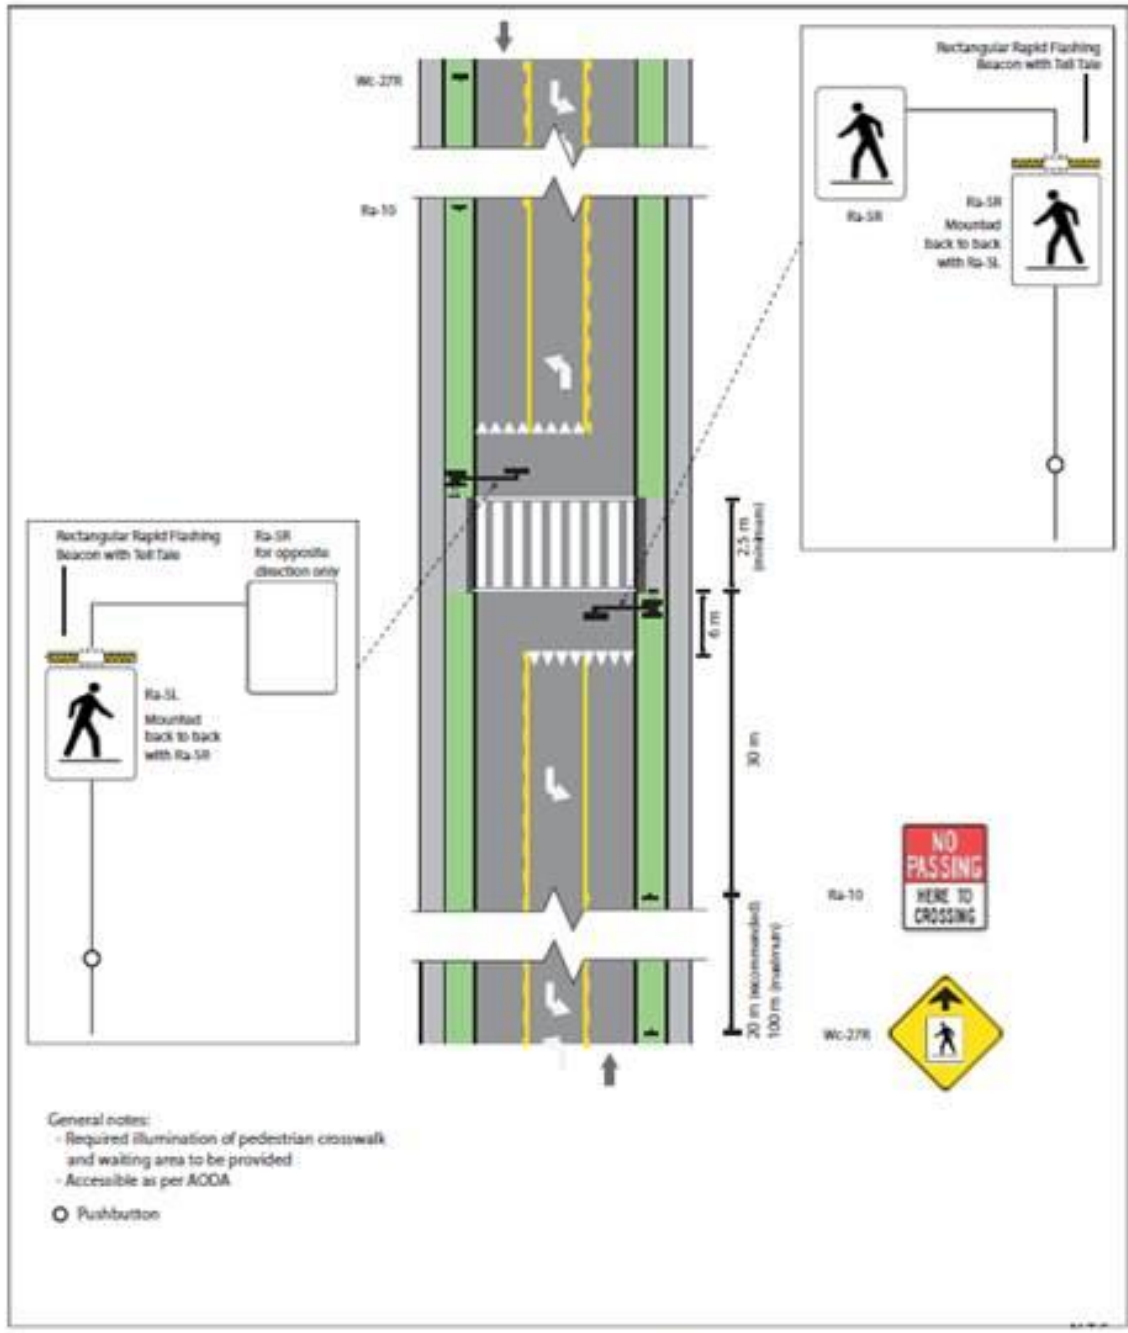 Wc-27R
Rectangular Rapid Flashing
Beacon with Tell Tale
Ra-5R
Ra-5R
Mounted
back to back
with Ra-5L
Ra-10
Rectangular Rapid Flashing
Beacon with Tell Tale
Ra-5R
for opposite
direction only
2.5 m
(minimum)
6 m
Ra-5L
Mounted
back to back
with Ra-5R
30 m
NO
PASSING
HERE TO
CROSSING
Ra-10
20 m (recommended)
100 m (maximum)
Wc-27R
General notes:
- Required illumination of pedestrian crosswalk
and waiting area to be provided
- Accessible as per AODA
Pushbutton